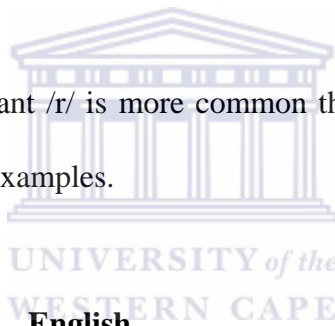 ant /r/ is more common th
xamples.
UNIVERSITY of the
WESTERN CAPE
English